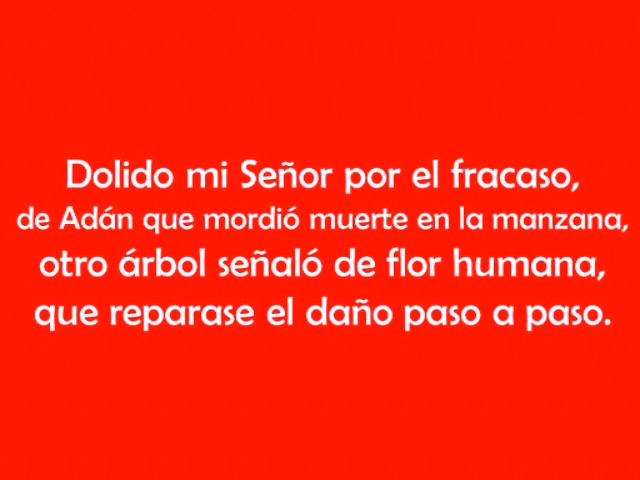 Dolido mi Señor por el fracaso,
de Adán que mordió muerte en la manzana,
otro árbol señaló de flor humana,
que reparase el daño paso a paso.